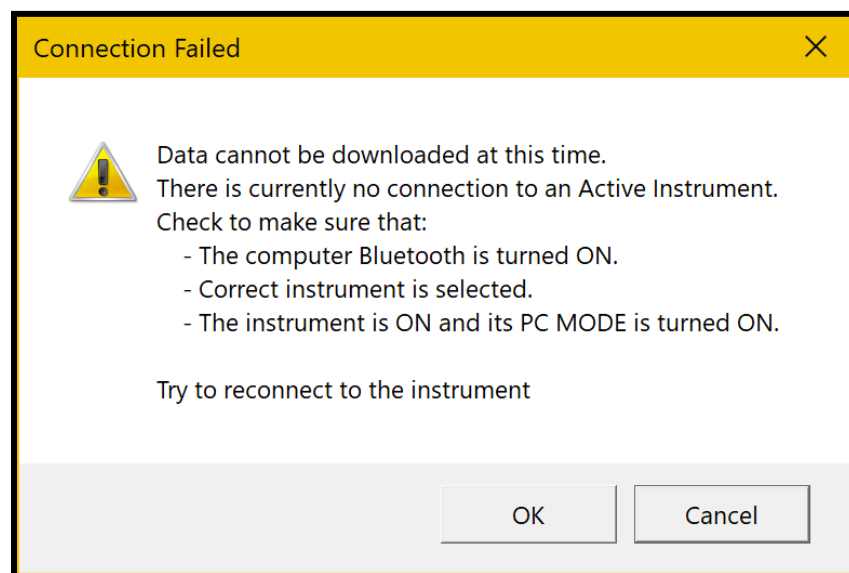 Connection Failed
Data cannot be downloaded at this time.
There is currently no connection to an Active Instrument.
Check to make sure that:
- The computer Bluetooth is turned ON.
- Correct instrument is selected.
- The instrument is ON and its PC MODE is turned ON.
Try to reconnect to the instrument
OK
Cancel